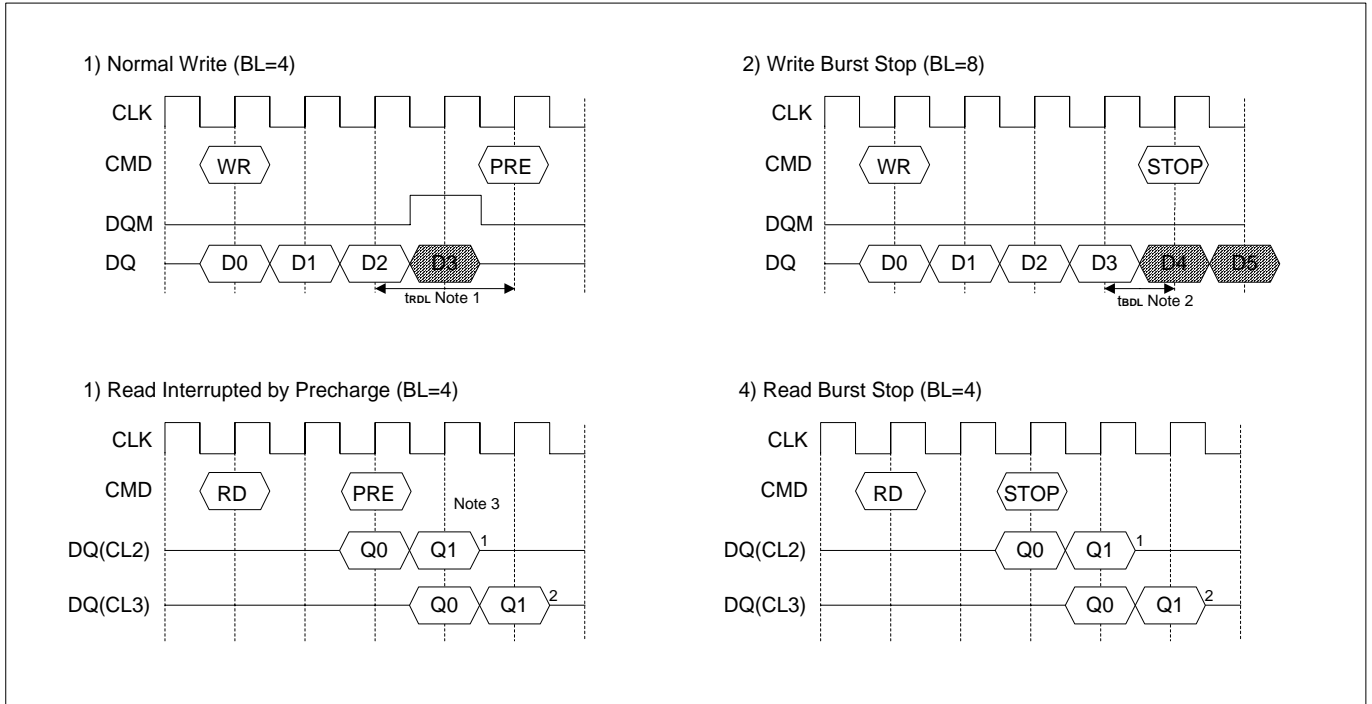 1) Normal Write (BL=4)
CLK
CMD WR PRE
DQM
DQ D0 D1 D2 D3
tRDL Note 1
2) Write Burst Stop (BL=8)
CLK
CMD WR STOP
DQM
DQ D0 D1 D2 D3 D4 D5
tBDL Note 2
1) Read Interrupted by Precharge (BL=4)
CLK
CMD RD PRE
Note 3
DQ(CL2) Q0 Q1 1
DQ(CL3) Q0 Q1 2
4) Read Burst Stop (BL=4)
CLK
CMD RD STOP
DQ(CL2) Q0 Q1 1
DQ(CL3) Q0 Q1 2